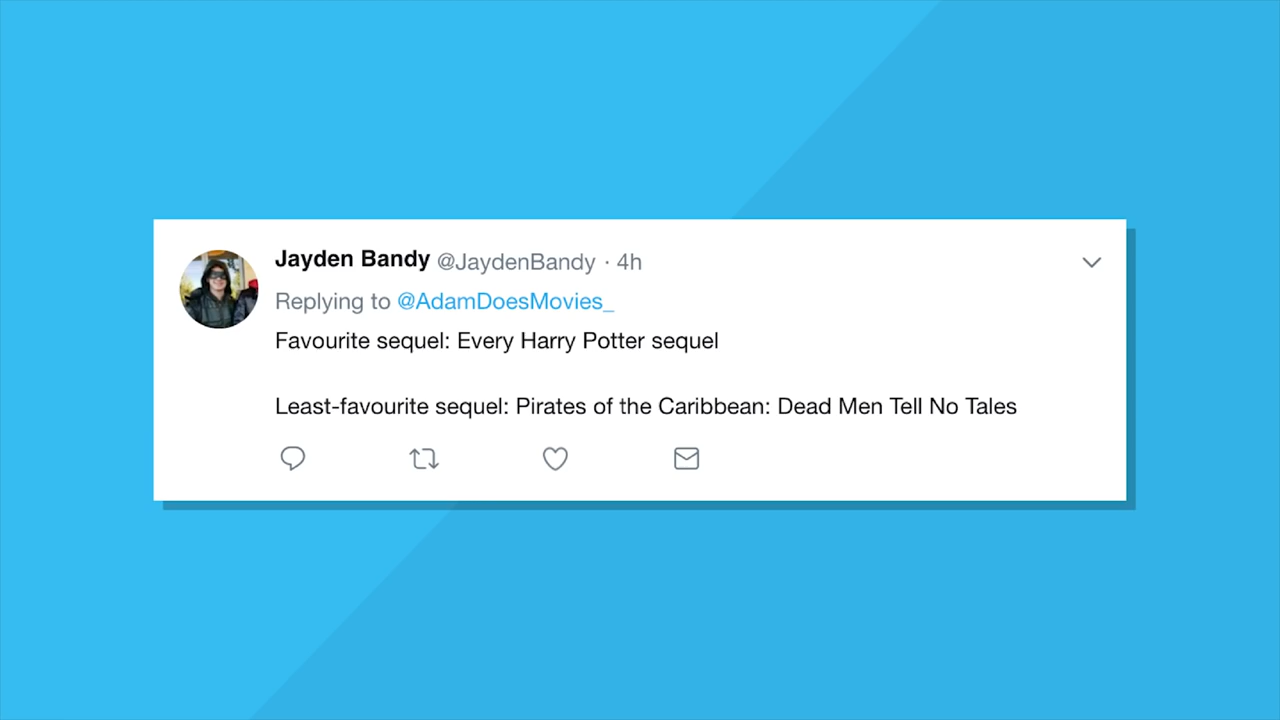 Jayden Bandy @JaydenBandy · 4h
Replying to @AdamDoesMovies_
Favourite sequel: Every Harry Potter sequel
Least-favourite sequel: Pirates of the Caribbean: Dead Men Tell No Tales